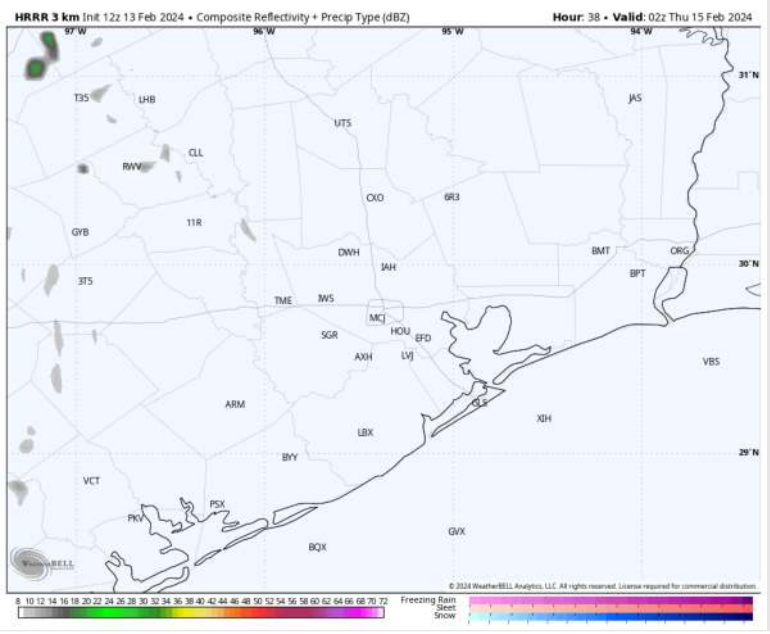 HRRR 3 km Init 12z 13 Feb 2024 • Composite Reflectivity + Precip Type (dBZ) Hour: 38 • Valid: 02z Thu 15 Feb 2024
97°W 96°W 95°W 94°W
31°N
T35 LHB JAS
UTS
CLL
RWV
CXO 6R3
11R
GYB
DWH BMT ORG
IAH 30°N
BPT
3T5
TME IWS
MCJ
SGR HOU EFD
AXH LVJ VBS
ARM GLS
XIH
LBX
BYY 29°N
VCT
PSX
PKV
GVX
BQX
WeatherBELL
© 2024 WeatherBELL Analytics, LLC. All rights reserved. License required for commercial distribution.
8 10 12 14 16 18 20 22 24 26 28 30 32 34 36 38 40 42 44 46 48 50 52 54 56 58 60 62 64 66 68 70 72
Freezing Rain
Sleet
Snow